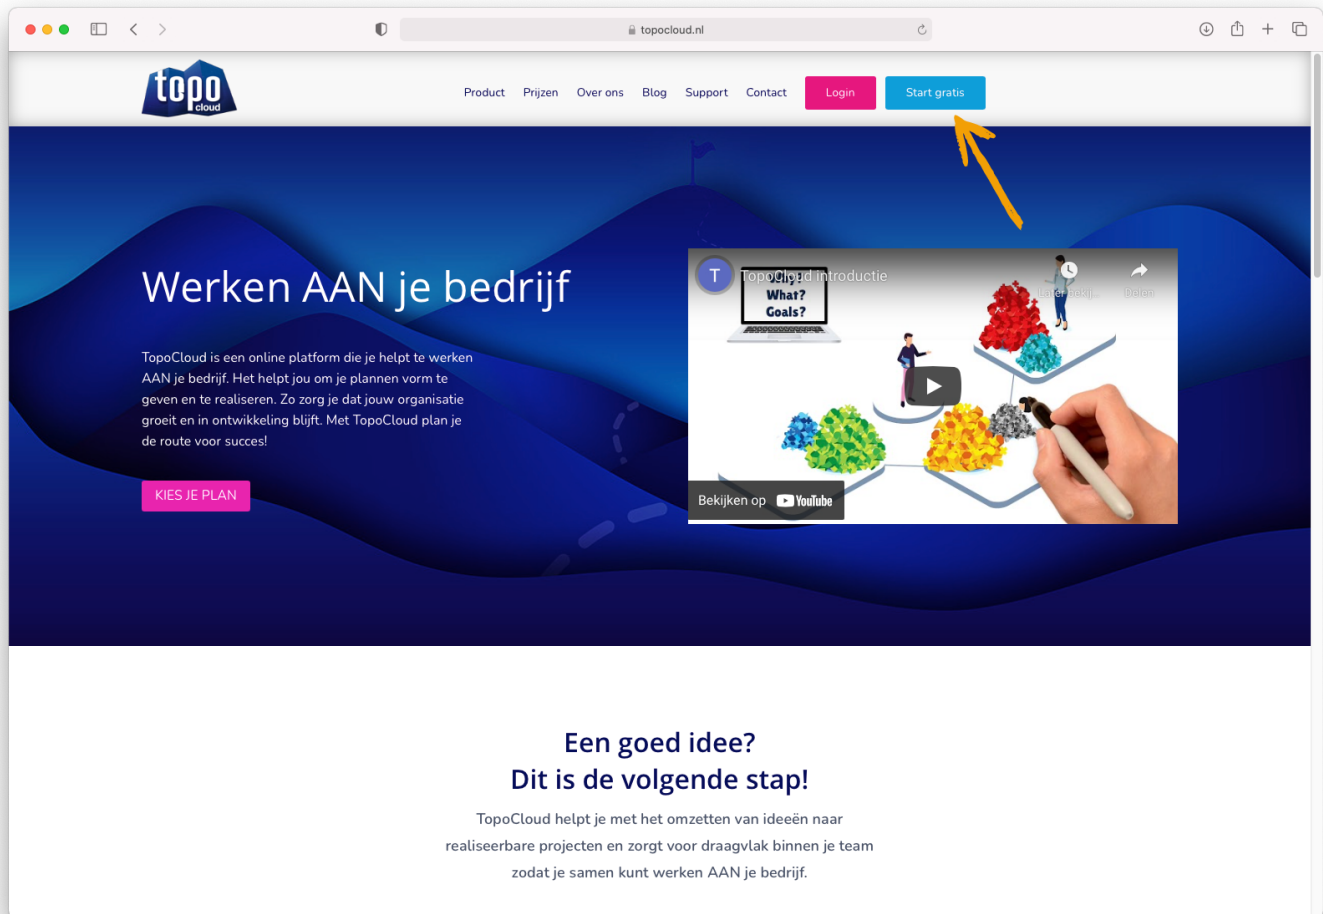 topocloud.nl
topo
cloud
Product Prijzen Over ons Blog Support Contact Login Start gratis
Werken AAN je bedrijf
TopoCloud is een online platform die je helpt te werken
AAN je bedrijf. Het helpt jou om je plannen vorm te
geven en te realiseren. Zo zorg je dat jouw organisatie
groeit en in ontwikkeling blijft. Met TopoCloud plan je
de route voor succes!
KIES JE PLAN
T TopoCloud introductie
Later bekij... Delen
What?
Goals?
Bekijken op YouTube
Een goed idee?
Dit is de volgende stap!
TopoCloud helpt je met het omzetten van ideeën naar
realiseerbare projecten en zorgt voor draagvlak binnen je team
zodat je samen kunt werken AAN je bedrijf.